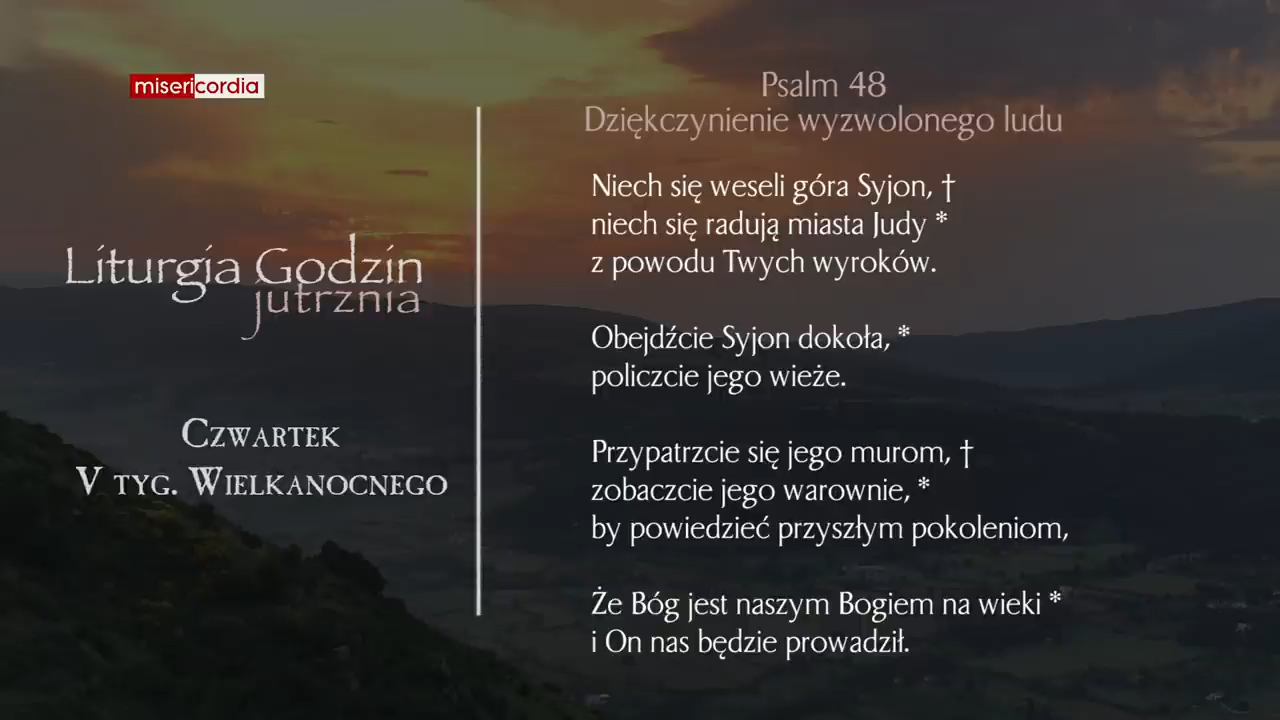 misericordia
Liturgia Godzin
jutrznia
Czwartek
V tyg. Wielkanocnego
Psalm 48
Dziękczynienie wyzwolonego ludu
Niech się weseli góra Syjon, †
niech się radują miasta Judy *
z powodu Twych wyroków.
Obejdźcie Syjon dokoła, *
policzcie jego wieże.
Przypatrzcie się jego murom, †
zobaczcie jego warownie, *
by powiedzieć przyszłym pokoleniom,
Że Bóg jest naszym Bogiem na wieki *
i On nas będzie prowadził.